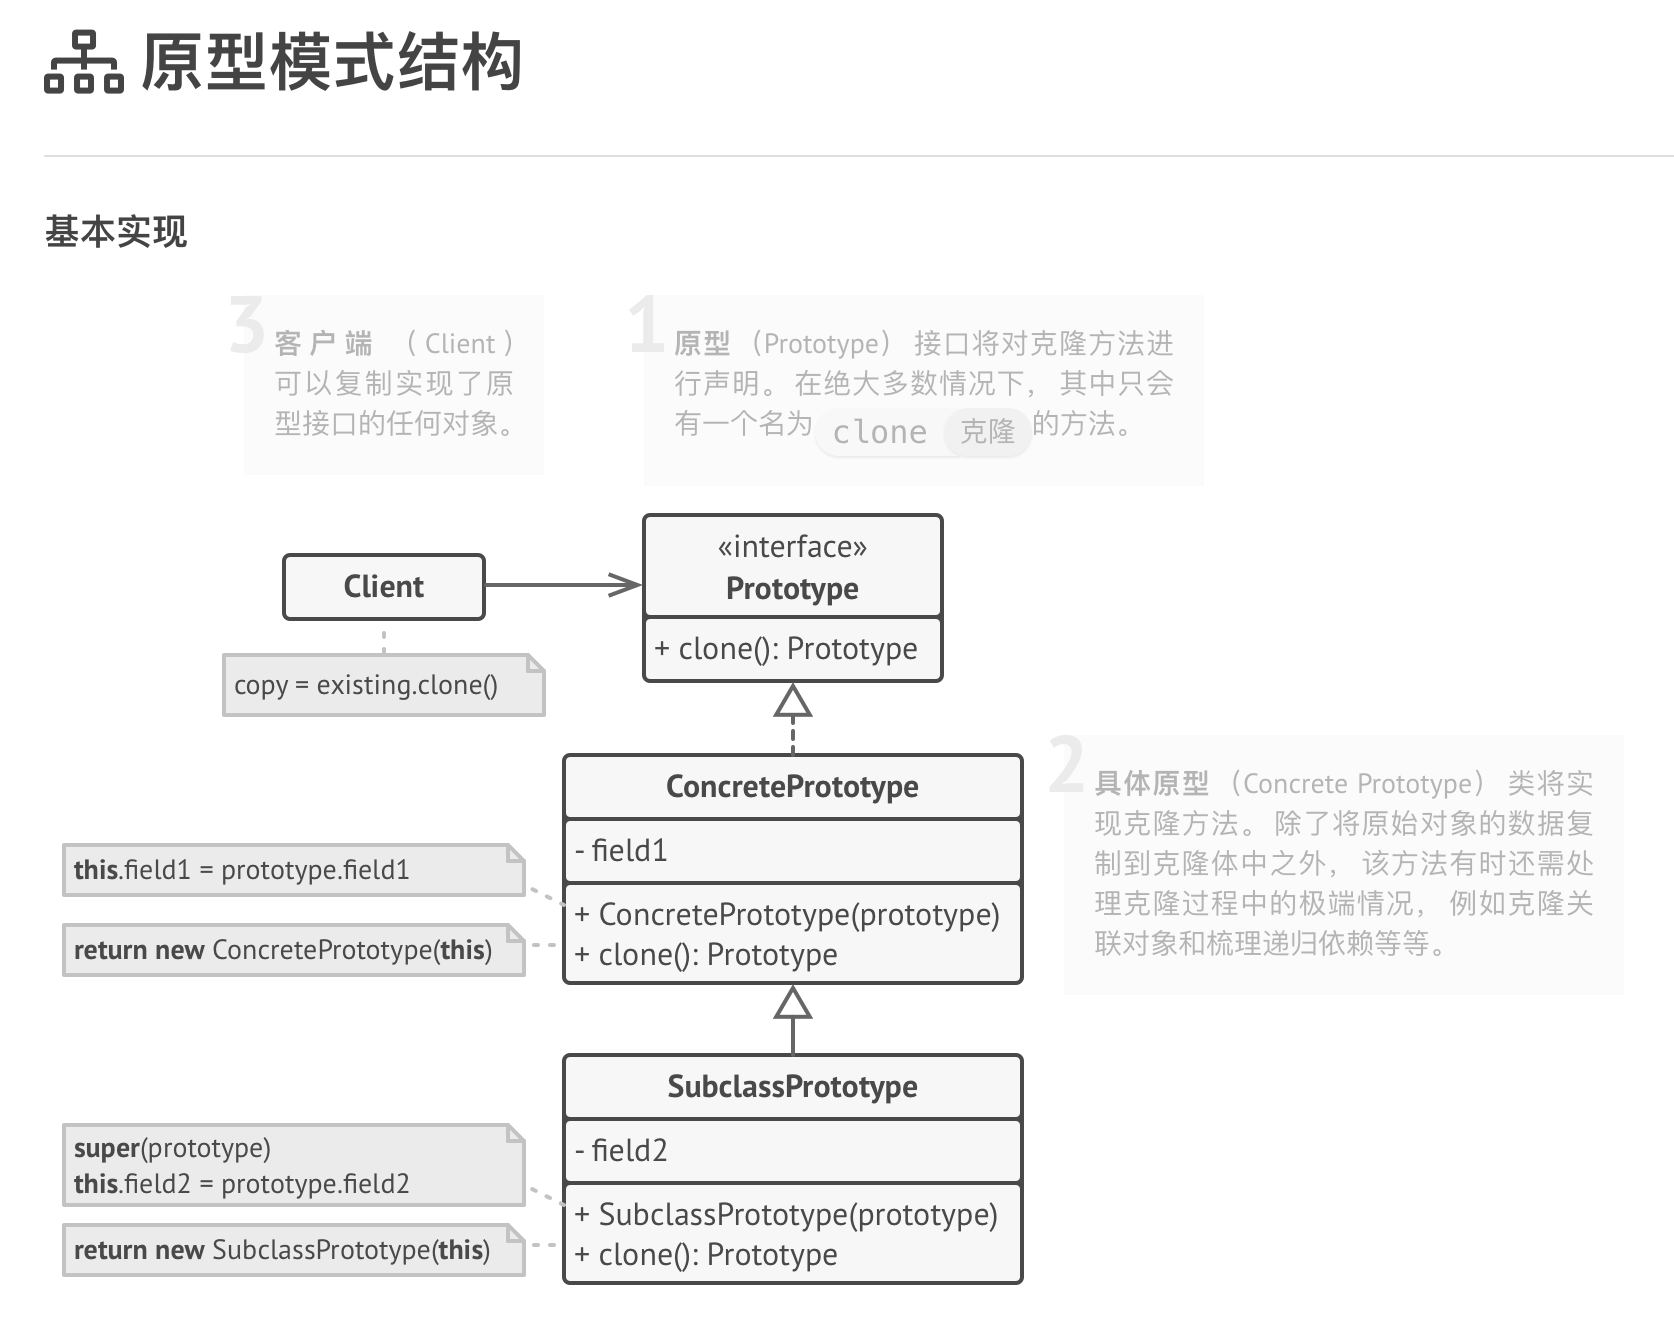 原型模式结构
基本实现
3
客户端 （Client）
可以复制实现了原
型接口的任何对象。
1
原型 （Prototype） 接口将对克隆方法进
行声明。 在绝大多数情况下， 其中只会
有一个名为 clone 克隆 的方法。
Client
copy = existing.clone()
«interface»
Prototype
+ clone(): Prototype
2
具体原型 （Concrete Prototype） 类将实
现克隆方法。 除了将原始对象的数据复
制到克隆体中之外， 该方法有时还需处
理克隆过程中的极端情况， 例如克隆关
联对象和梳理递归依赖等等。
ConcretePrototype
- field1
+ ConcretePrototype(prototype)
+ clone(): Prototype
this.field1 = prototype.field1
return new ConcretePrototype(this)
SubclassPrototype
- field2
+ SubclassPrototype(prototype)
+ clone(): Prototype
super(prototype)
this.field2 = prototype.field2
return new SubclassPrototype(this)